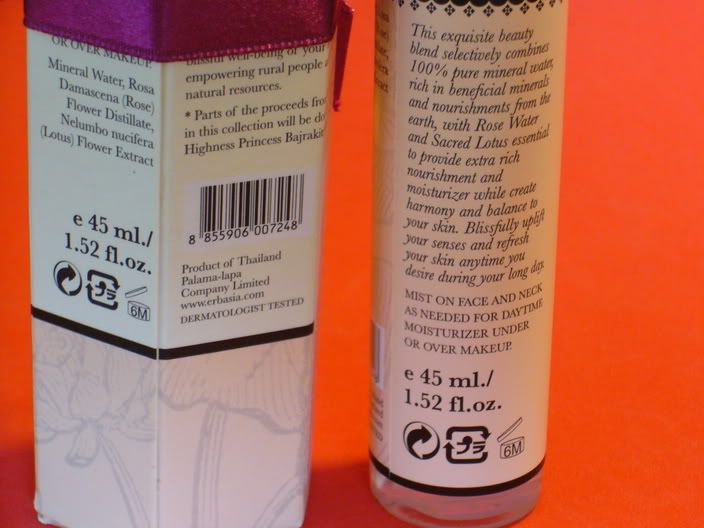 OR OVER MAKEUP.
Mineral Water, Rosa
Damascena (Rose)
Flower Distillate,
Nelumbo nucifera
(Lotus) Flower Extract
e 45 ml./
1.52 fl.oz.
6M
blissful well-being of your
empowering rural people
natural resources.
* Parts of the proceeds
in this collection will be
Highness Princess
8 855906 007248
Product of Thailand
Palama-lapa
Company Limited
www.erbasia.com
DERMATOLOGIST TESTED
This exquisite beauty
blend selectively combines
100% pure mineral water,
rich in beneficial minerals
and nourishments from the
earth, with Rose Water
and Sacred Lotus essential
to provide extra rich
nourishment and
moisturizer while create
harmony and balance to
your skin. Blissfully uplift
your senses and refresh
your skin anytime you
desire during your long day.
MIST ON FACE AND NECK
AS NEEDED FOR DAYTIME
MOISTURIZER UNDER
OR OVER MAKEUP.
e 45 ml./
1.52 fl.oz.
6M